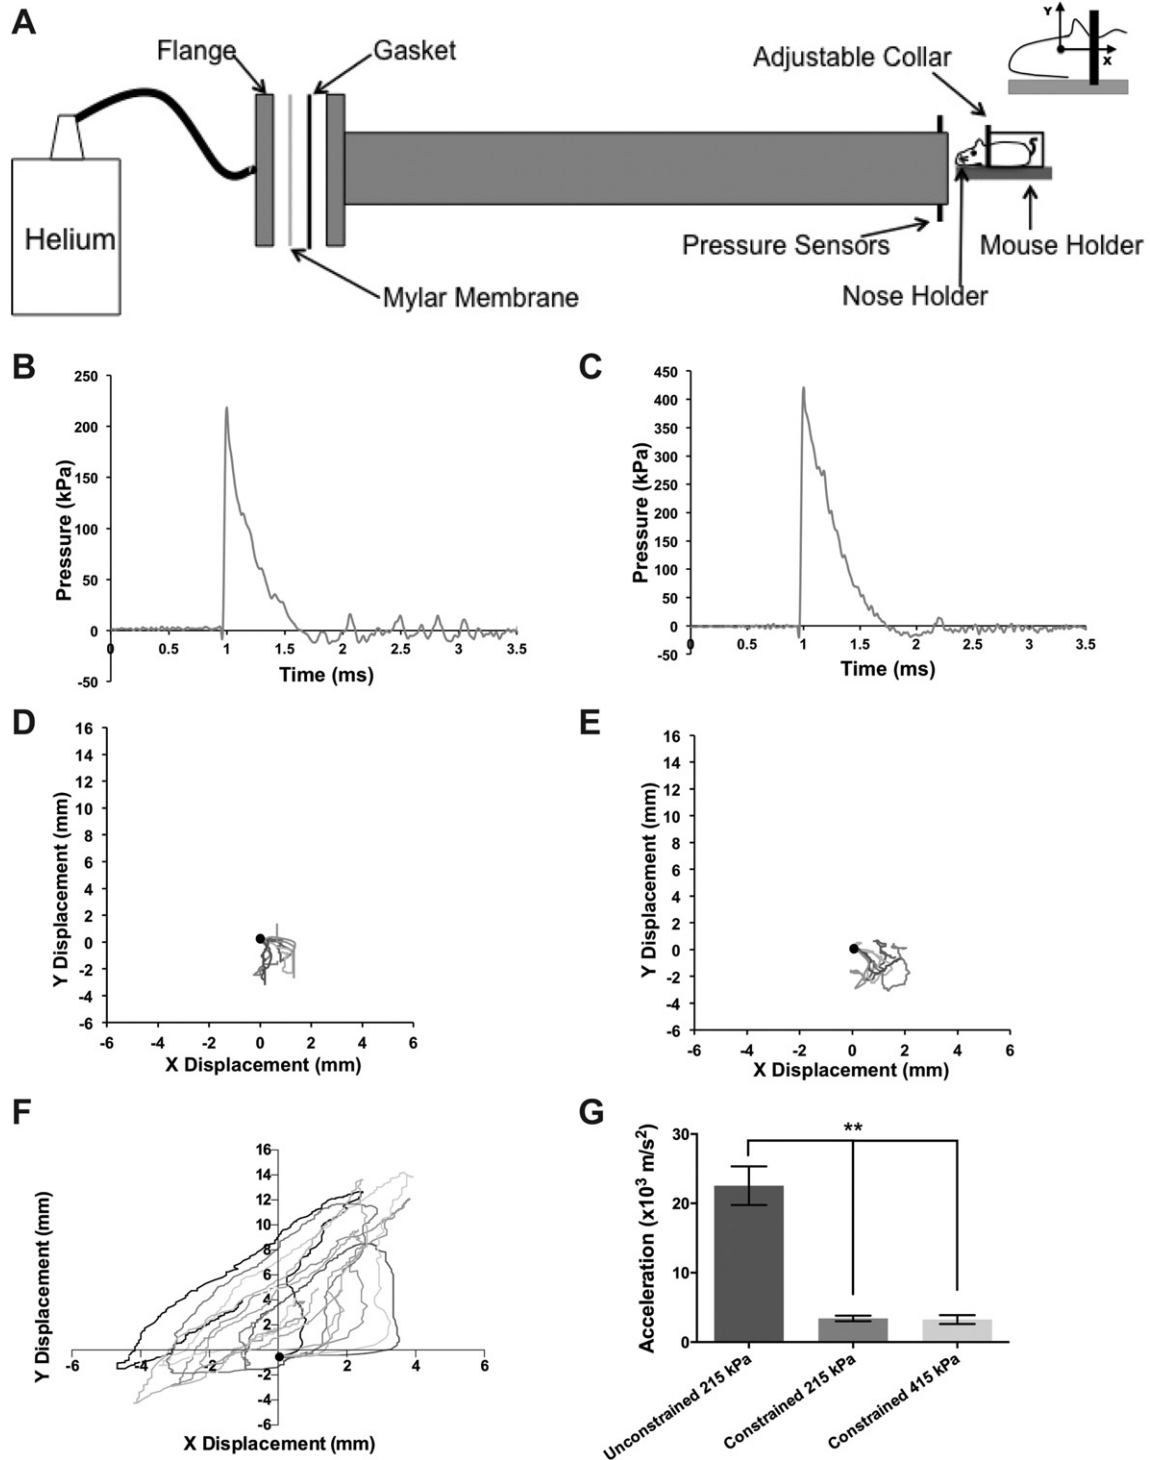 A
Flange
Gasket
Adjustable Collar
Y
X
Helium
Pressure Sensors
Mouse Holder
Mylar Membrane
Nose Holder
B
Pressure (kPa)
250
200
150
100
50
0
-50
0 0.5 1 1.5 2 2.5 3 3.5
Time (ms)
C
Pressure (kPa)
450
400
350
300
250
200
150
100
50
0
-50
0 0.5 1 1.5 2 2.5 3 3.5
Time (ms)
D
Y Displacement (mm)
16
14
12
10
8
6
4
2
0
-2
-4
-6
-6 -4 -2 0 2 4 6
X Displacement (mm)
E
Y Displacement (mm)
16
14
12
10
8
6
4
2
0
-2
-4
-6
-6 -4 -2 0 2 4 6
X Displacement (mm)
F
Y Displacement (mm)
16
14
12
10
8
6
4
2
-2
-4
-6
-6 -4 -2 2 4 6
X Displacement (mm)
G
Acceleration (x10³ m/s²)
30
20
10
0
**
Unconstrained 215 kPa
Constrained 215 kPa
Constrained 415 kPa